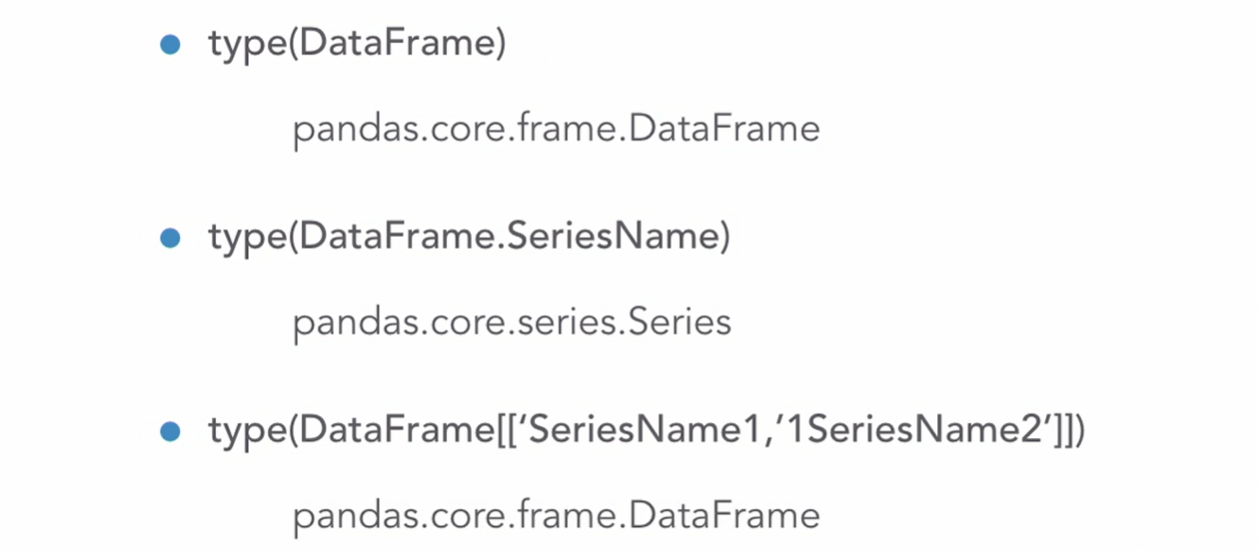 type(DataFrame)
pandas.core.frame.DataFrame
type(DataFrame.SeriesName)
pandas.core.series.Series
type(DataFrame[[‘SeriesName1,’1SeriesName2’]])
pandas.core.frame.DataFrame